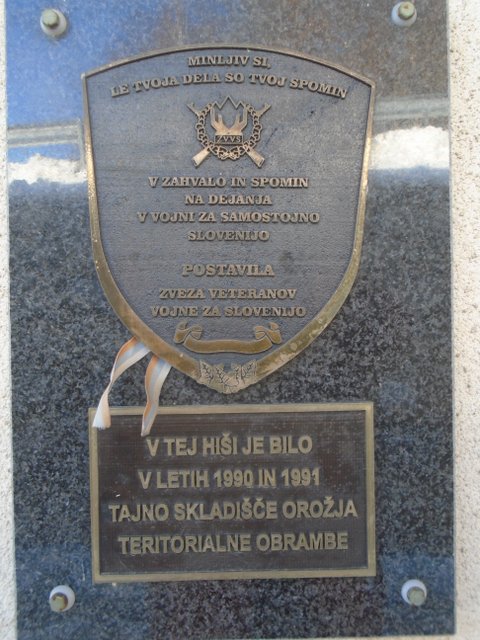 MINLJIV SI,
LE TVOJA DELA SO TVOJ SPOMIN
ZVVS
V ZAHVALO IN SPOMIN
NA DEJANJA
V VOJNI ZA SAMOSTOJNO
SLOVENIJO
POSTAVILA
ZVEZA VETERANOV
VOJNE ZA SLOVENIJO
V TEJ HIŠI JE BILO
V LETIH 1990 IN 1991
TAJNO SKLADIŠČE OROŽJA
TERITORIALNE OBRAMBE